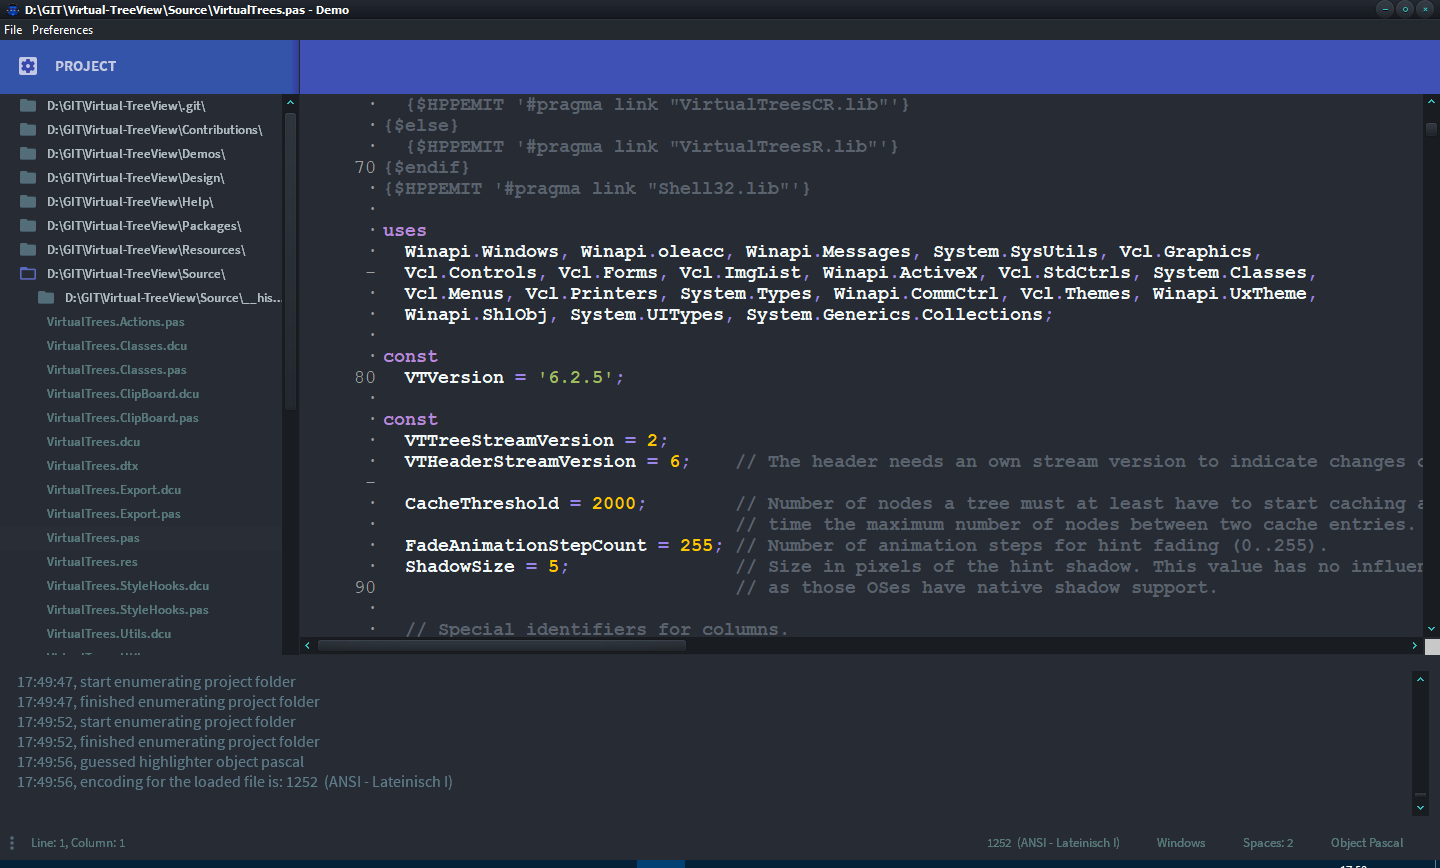 D:\GIT\Virtual-TreeView\Source\VirtualTrees.pas - Demo
File Preferences
PROJECT
D:\GIT\Virtual-TreeView\.git\
D:\GIT\Virtual-TreeView\Contributions\
D:\GIT\Virtual-TreeView\Demos\
D:\GIT\Virtual-TreeView\Design\
D:\GIT\Virtual-TreeView\Help\
D:\GIT\Virtual-TreeView\Packages\
D:\GIT\Virtual-TreeView\Resources\
D:\GIT\Virtual-TreeView\Source\
D:\GIT\Virtual-TreeView\Source\__his...
VirtualTrees.Actions.pas
VirtualTrees.Classes.dcu
VirtualTrees.Classes.pas
VirtualTrees.ClipBoard.dcu
VirtualTrees.ClipBoard.pas
VirtualTrees.dcu
VirtualTrees.dtx
VirtualTrees.Export.dcu
VirtualTrees.Export.pas
VirtualTrees.pas
VirtualTrees.res
VirtualTrees.StyleHooks.dcu
VirtualTrees.StyleHooks.pas
VirtualTrees.Utils.dcu
{$HPPEMIT '#pragma link "VirtualTreesCR.lib"'}
{$else}
{$HPPEMIT '#pragma link "VirtualTreesR.lib"'}
70 {$endif}
{$HPPEMIT '#pragma link "Shell32.lib"'}
uses
Winapi.Windows, Winapi.oleacc, Winapi.Messages, System.SysUtils, Vcl.Graphics,
Vcl.Controls, Vcl.Forms, Vcl.ImgList, Winapi.ActiveX, Vcl.StdCtrls, System.Classes,
Vcl.Menus, Vcl.Printers, System.Types, Winapi.CommCtrl, Vcl.Themes, Winapi.UxTheme,
Winapi.ShlObj, System.UITypes, System.Generics.Collections;
const
80 VTVersion = '6.2.5';
const
VTTreeStreamVersion = 2;
VTHeaderStreamVersion = 6; // The header needs an own stream version to indicate changes
CacheThreshold = 2000; // Number of nodes a tree must at least have to start caching
// time the maximum number of nodes between two cache entries.
FadeAnimationStepCount = 255; // Number of animation steps for hint fading (0..255).
ShadowSize = 5; // Size in pixels of the hint shadow. This value has no influen
90 // as those OSes have native shadow support.
// Special identifiers for columns.
17:49:47, start enumerating project folder
17:49:47, finished enumerating project folder
17:49:52, start enumerating project folder
17:49:52, finished enumerating project folder
17:49:56, guessed highlighter object pascal
17:49:56, encoding for the loaded file is: 1252 (ANSI - Lateinisch I)
Line: 1, Column: 1
1252 (ANSI - Lateinisch I) Windows Spaces: 2 Object Pascal